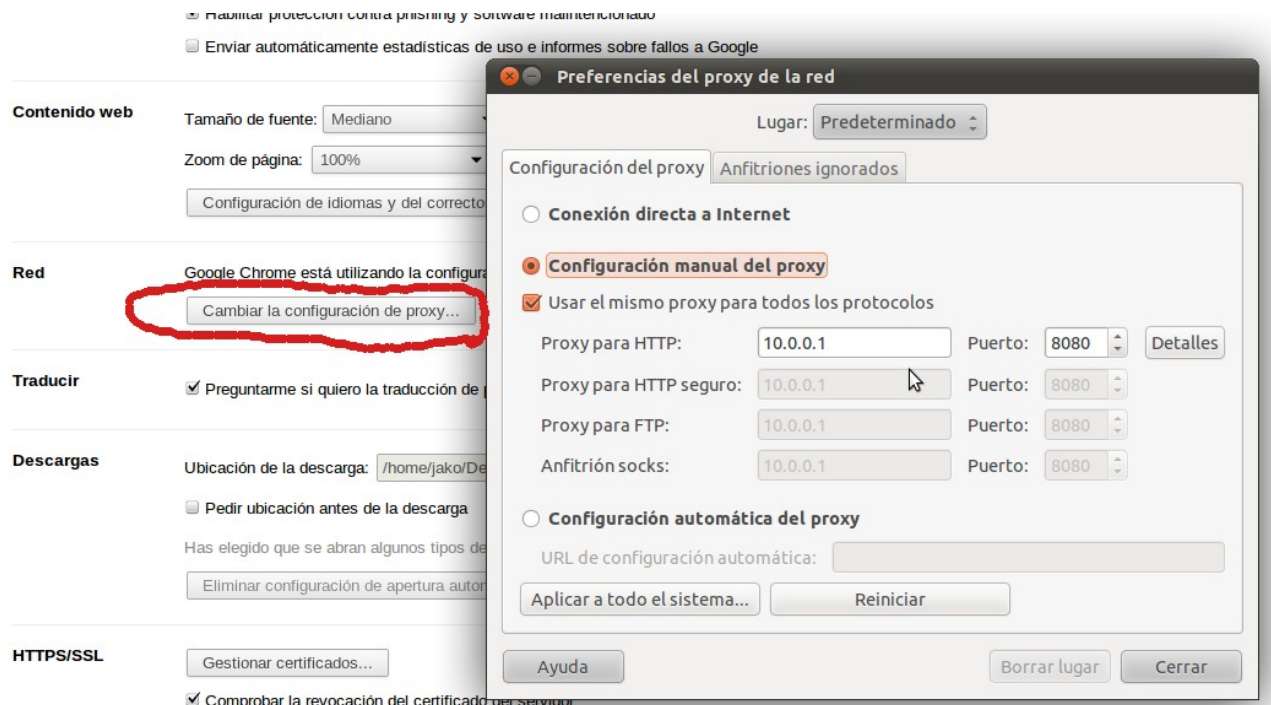 Habilitar protección contra phishing y software malintencionado
Enviar automáticamente estadísticas de uso e informes sobre fallos a Google
Contenido web
Tamaño de fuente: Mediano
Zoom de página: 100%
Configuración de idiomas y del correcto
Red
Google Chrome está utilizando la configura
Cambiar la configuración de proxy...
Traducir
Preguntarme si quiero la traducción de
Descargas
Ubicación de la descarga: /home/jako/De
Pedir ubicación antes de la descarga
Has elegido que se abran algunos tipos de
Eliminar configuración de apertura autor
HTTPS/SSL
Gestionar certificados...
Comprobar la revocación del certificado del servidor
Preferencias del proxy de la red
Lugar: Predeterminado
Configuración del proxy Anfitriones ignorados
Conexión directa a Internet
Configuración manual del proxy
Usar el mismo proxy para todos los protocolos
Proxy para HTTP: 10.0.0.1 Puerto: 8080 Detalles
Proxy para HTTP seguro: 10.0.0.1 Puerto: 8080
Proxy para FTP: 10.0.0.1 Puerto: 8080
Anfitrión socks: 10.0.0.1 Puerto: 8080
Configuración automática del proxy
URL de configuración automática:
Aplicar a todo el sistema... Reiniciar
Ayuda Borrar lugar Cerrar